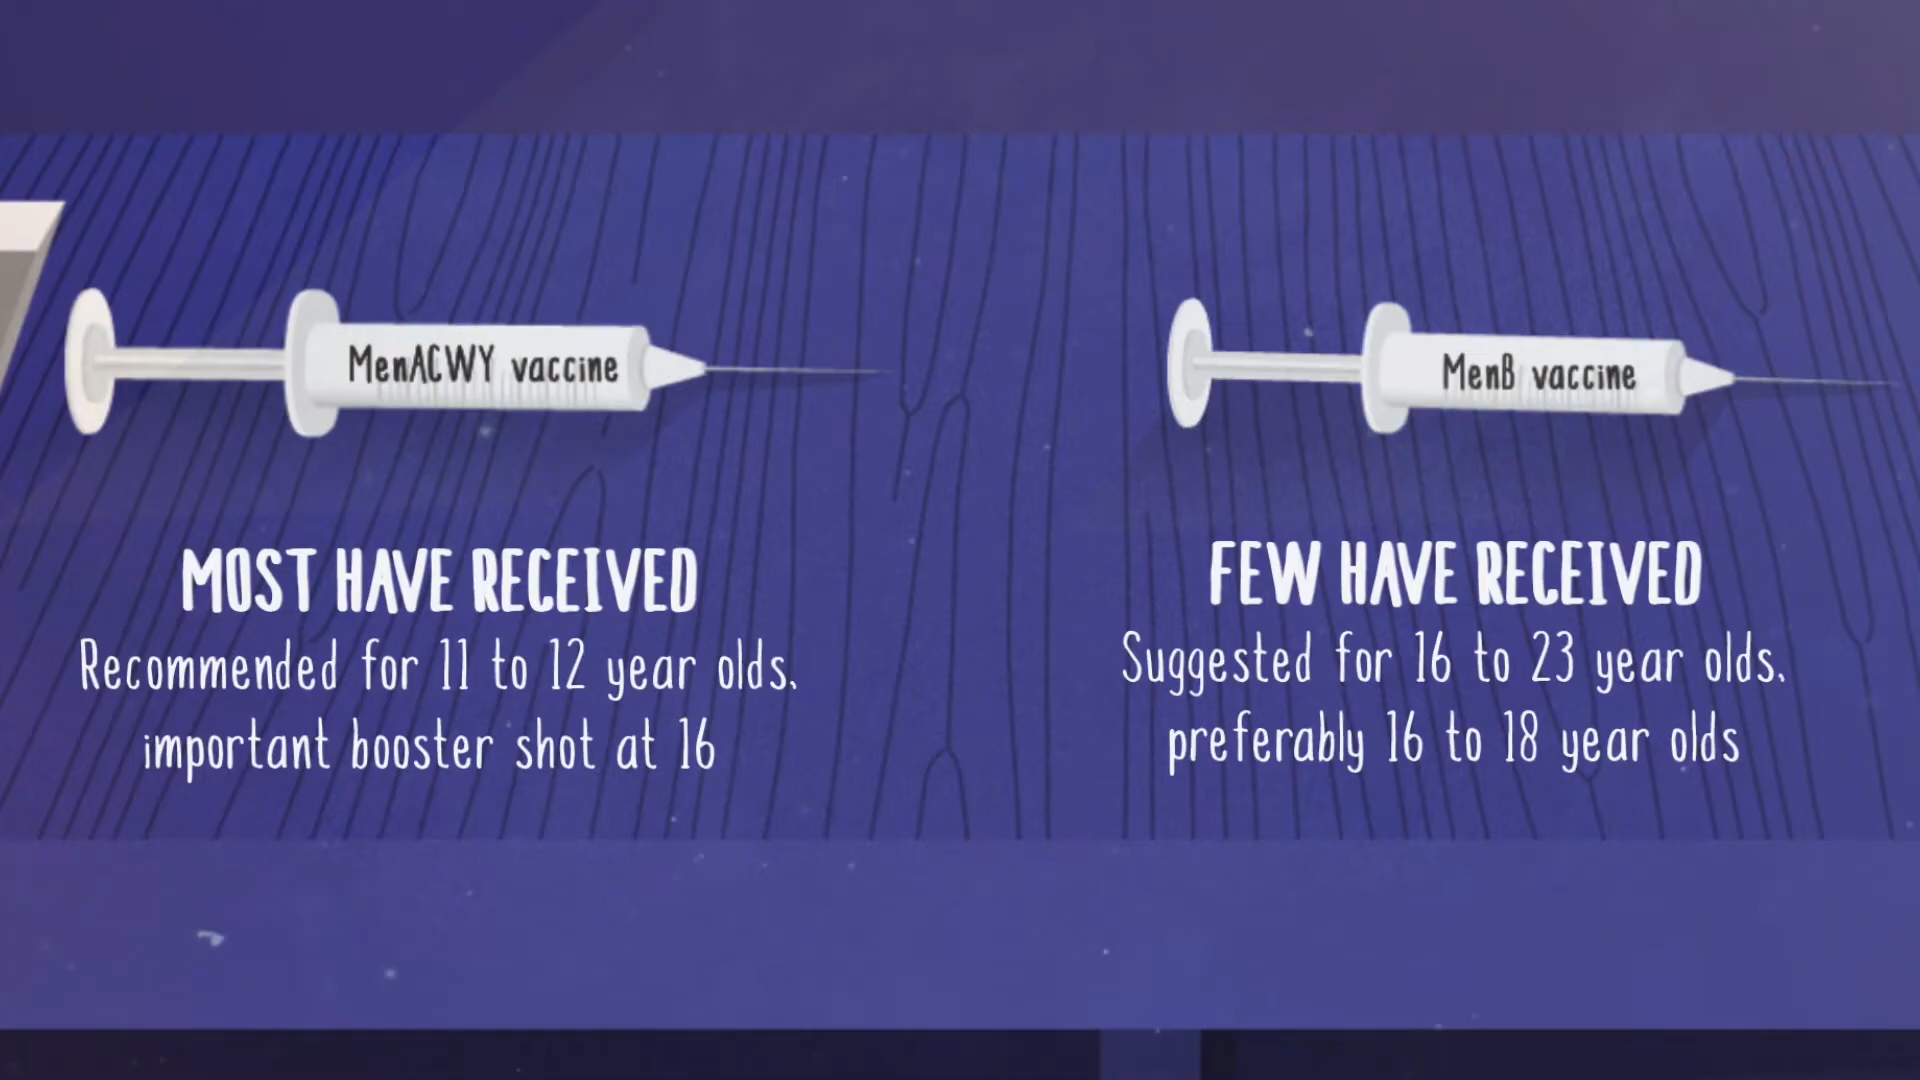 MenACWY vaccine
MOST HAVE RECEIVED
Recommended for 11 to 12 year olds,
important booster shot at 16
MenB vaccine
FEW HAVE RECEIVED
Suggested for 16 to 23 year olds,
preferably 16 to 18 year olds